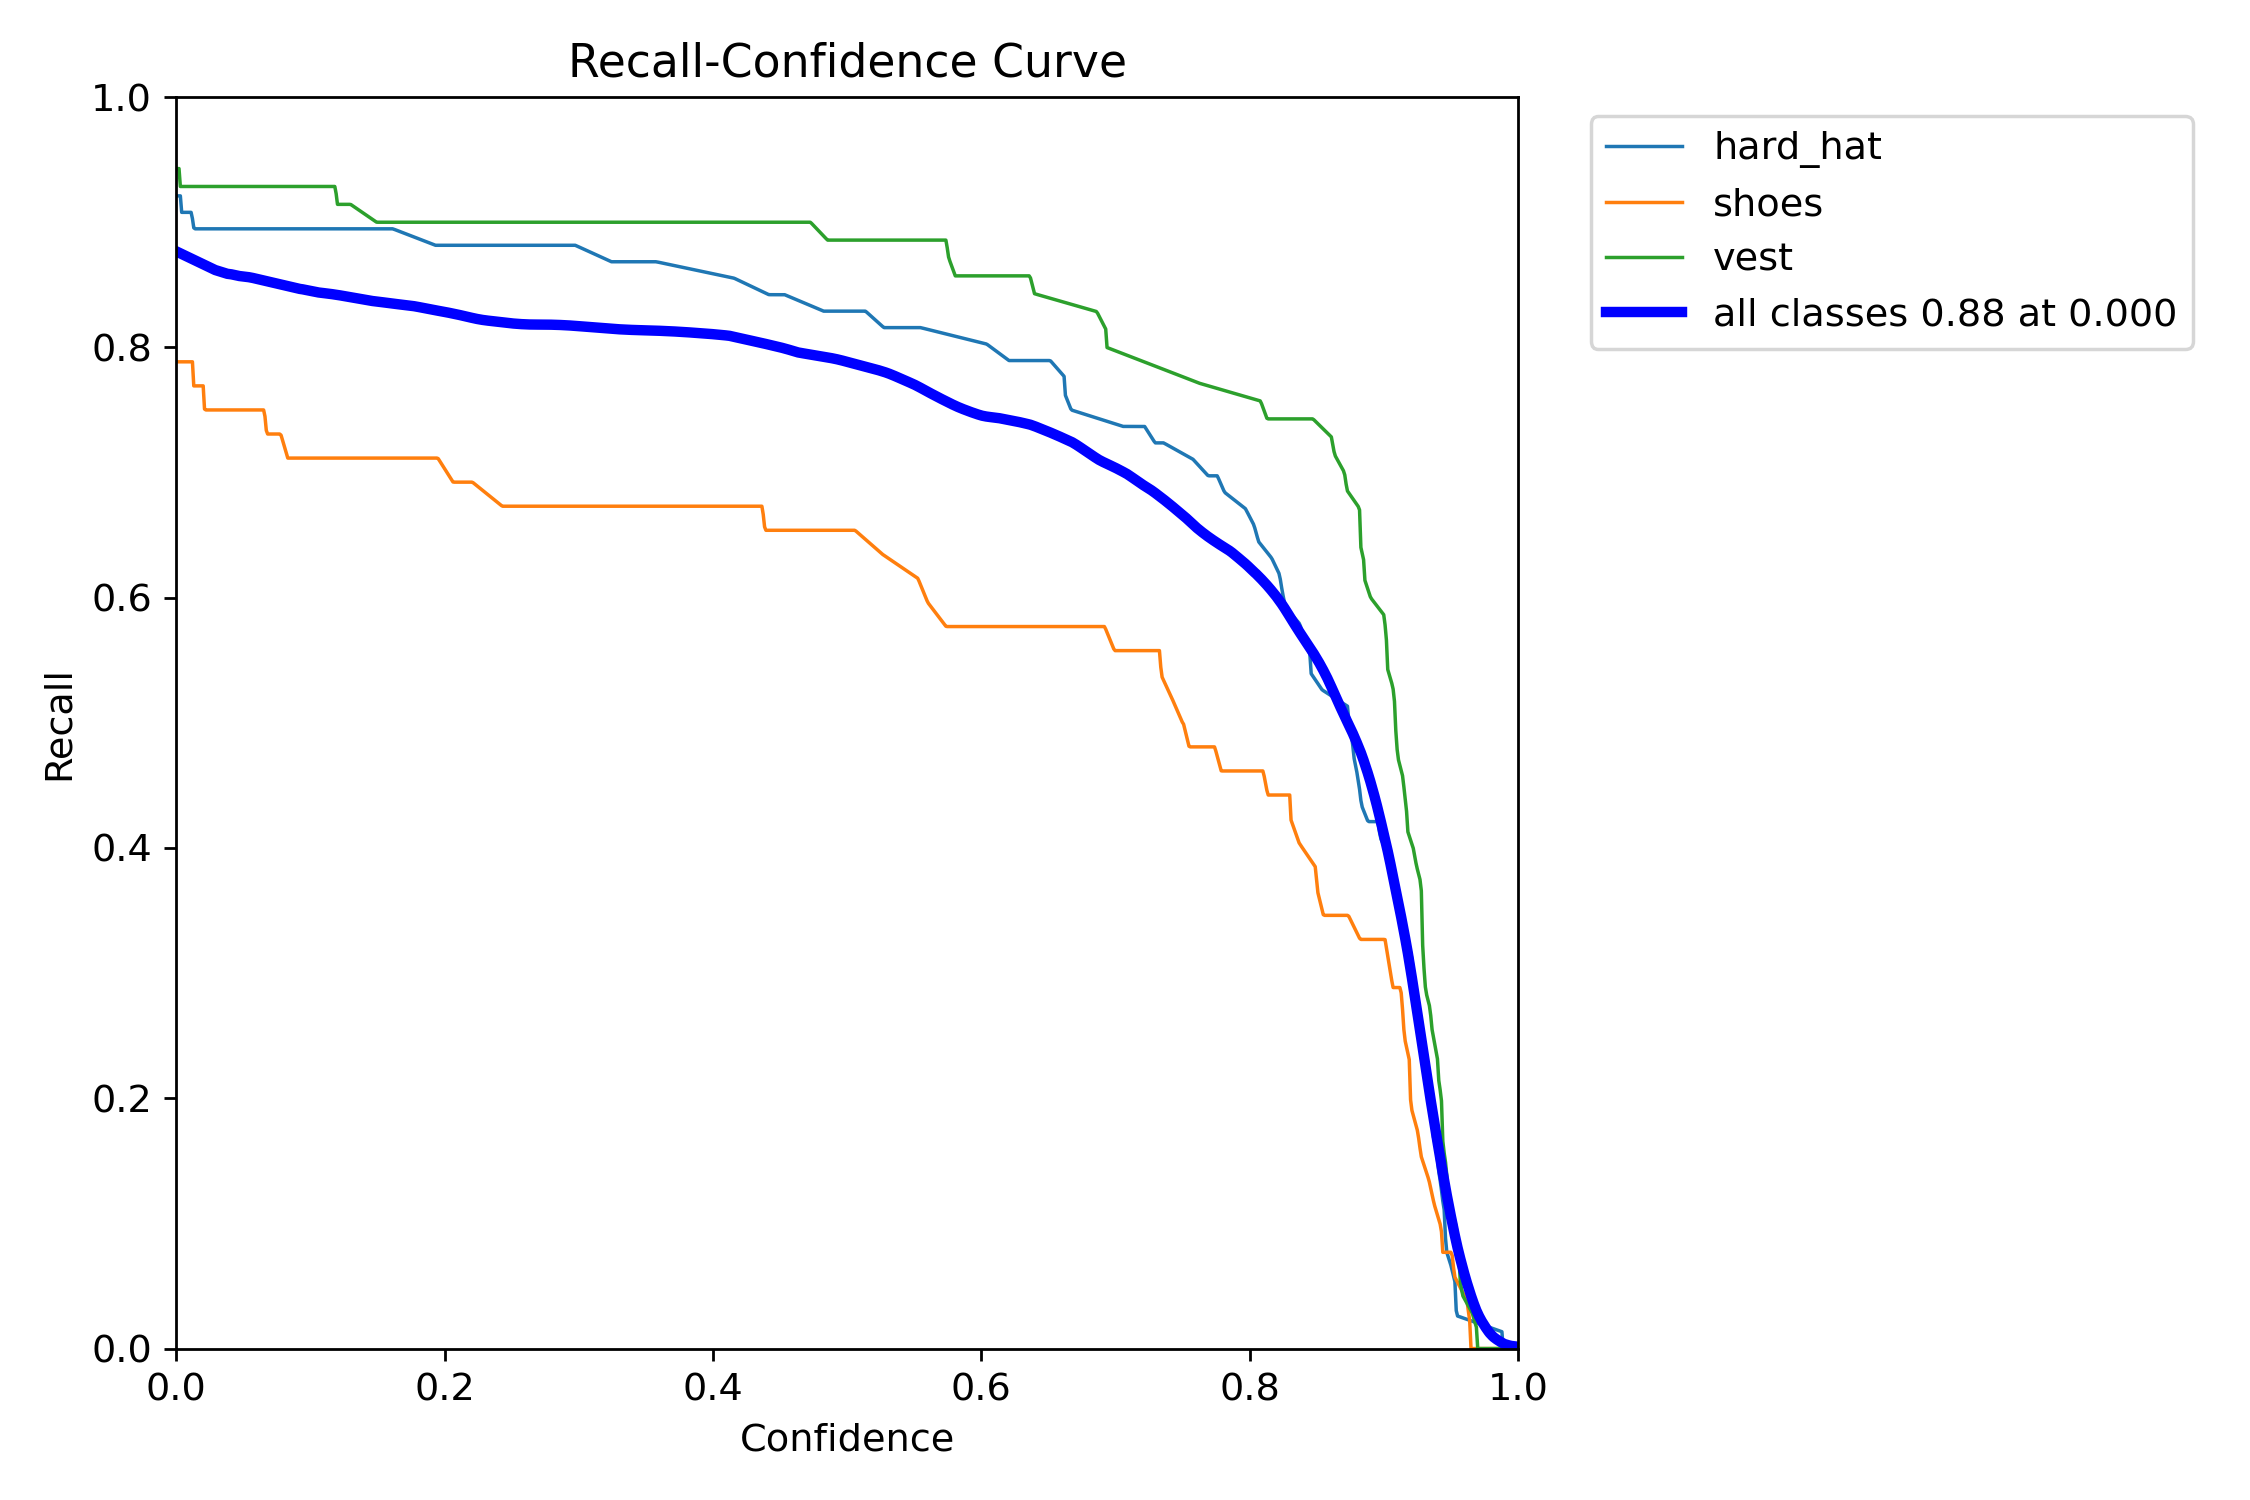 Recall-Confidence Curve
1.0
0.8
0.6
0.4
0.2
0.0
Recall
0.0 0.2 0.4 0.6 0.8 1.0
Confidence
hard_hat
shoes
vest
all classes 0.88 at 0.000